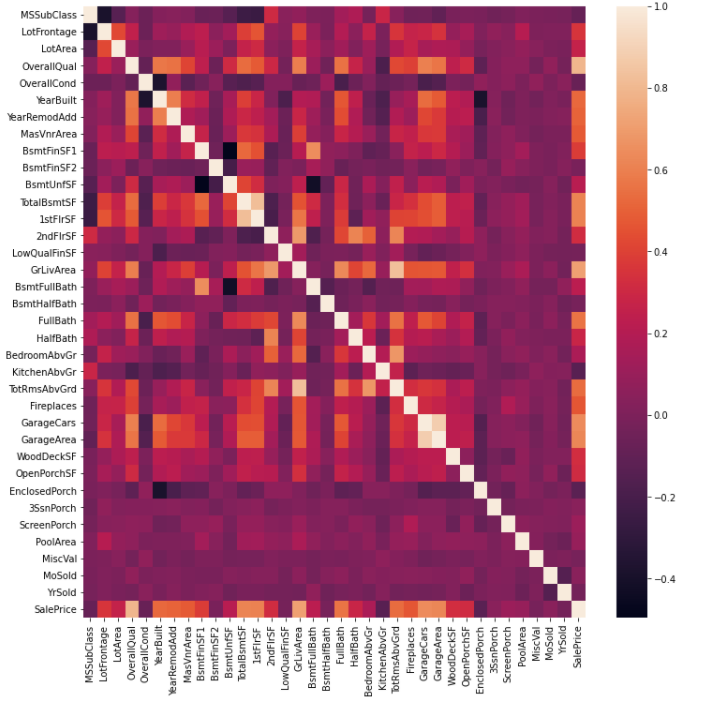 MSSubClass
LotFrontage
LotArea
OverallQual
OverallCond
YearBuilt
YearRemodAdd
MasVnrArea
BsmtFinSF1
BsmtFinSF2
BsmtUnfSF
TotalBsmtSF
1stFlrSF
2ndFlrSF
LowQualFinSF
GrLivArea
BsmtFullBath
BsmtHalfBath
FullBath
HalfBath
BedroomAbvGr
KitchenAbvGr
TotRmsAbvGrd
Fireplaces
GarageCars
GarageArea
WoodDeckSF
OpenPorchSF
EnclosedPorch
3SsnPorch
ScreenPorch
PoolArea
MiscVal
MoSold
YrSold
SalePrice
MSSubClass
LotFrontage
LotArea
OverallQual
OverallCond
YearBuilt
YearRemodAdd
MasVnrArea
BsmtFinSF1
BsmtFinSF2
BsmtUnfSF
TotalBsmtSF
1stFlrSF
2ndFlrSF
LowQualFinSF
GrLivArea
BsmtFullBath
BsmtHalfBath
FullBath
HalfBath
BedroomAbvGr
KitchenAbvGr
TotRmsAbvGrd
Fireplaces
GarageCars
GarageArea
WoodDeckSF
OpenPorchSF
EnclosedPorch
3SsnPorch
ScreenPorch
PoolArea
MiscVal
MoSold
YrSold
SalePrice
1.0
0.8
0.6
0.4
0.2
0.0
−0.2
−0.4